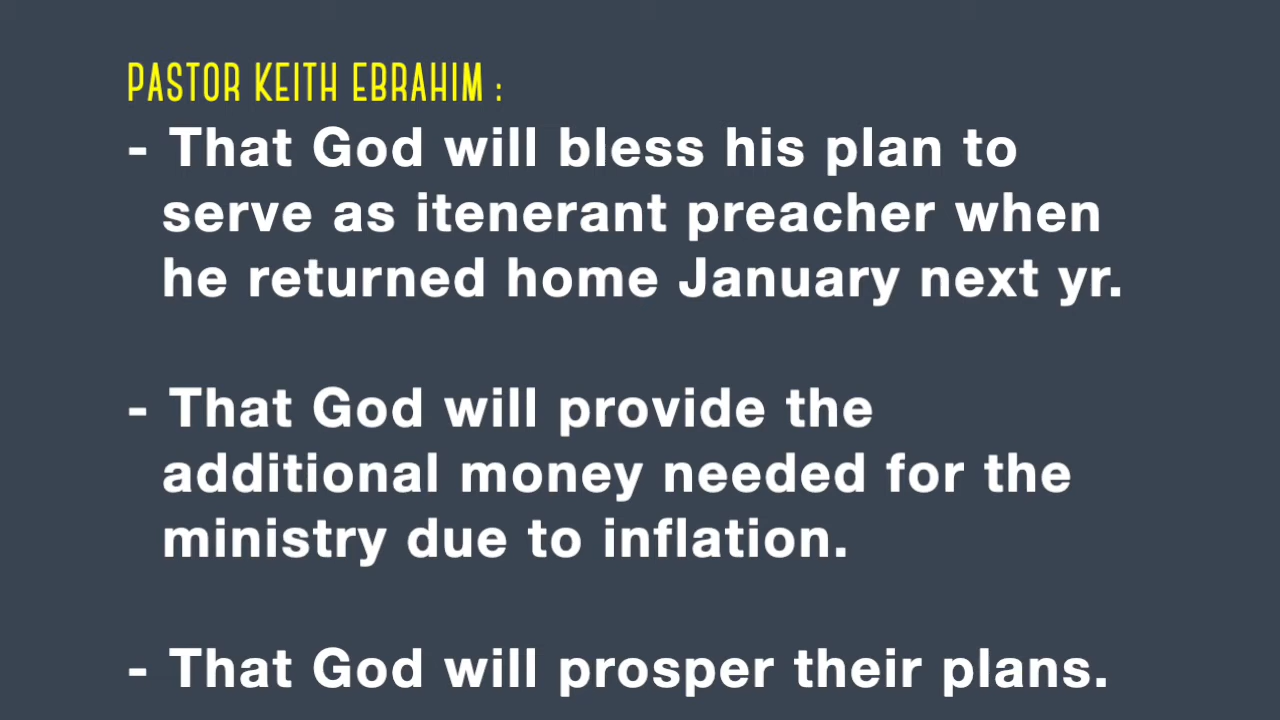 PASTOR KEITH EBRAHIM :
- That God will bless his plan to
serve as itenerant preacher when
he returned home January next yr.
- That God will provide the
additional money needed for the
ministry due to inflation.
- That God will prosper their plans.